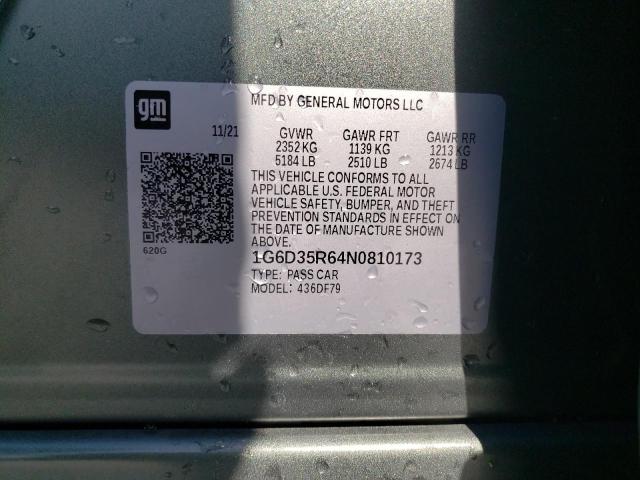 gm
MFD BY GENERAL MOTORS LLC
11/21 GVWR GAWR FRT GAWR RR
2352 KG 1139 KG 1213 KG
5184 LB 2510 LB 2674 LB
THIS VEHICLE CONFORMS TO ALL
APPLICABLE U.S. FEDERAL MOTOR
VEHICLE SAFETY, BUMPER, AND THEFT
PREVENTION STANDARDS IN EFFECT ON
THE DATE OF MANUFACTURE SHOWN
ABOVE.
620G
1G6D35R64N0810173
TYPE: PASS CAR
MODEL: 436DF79